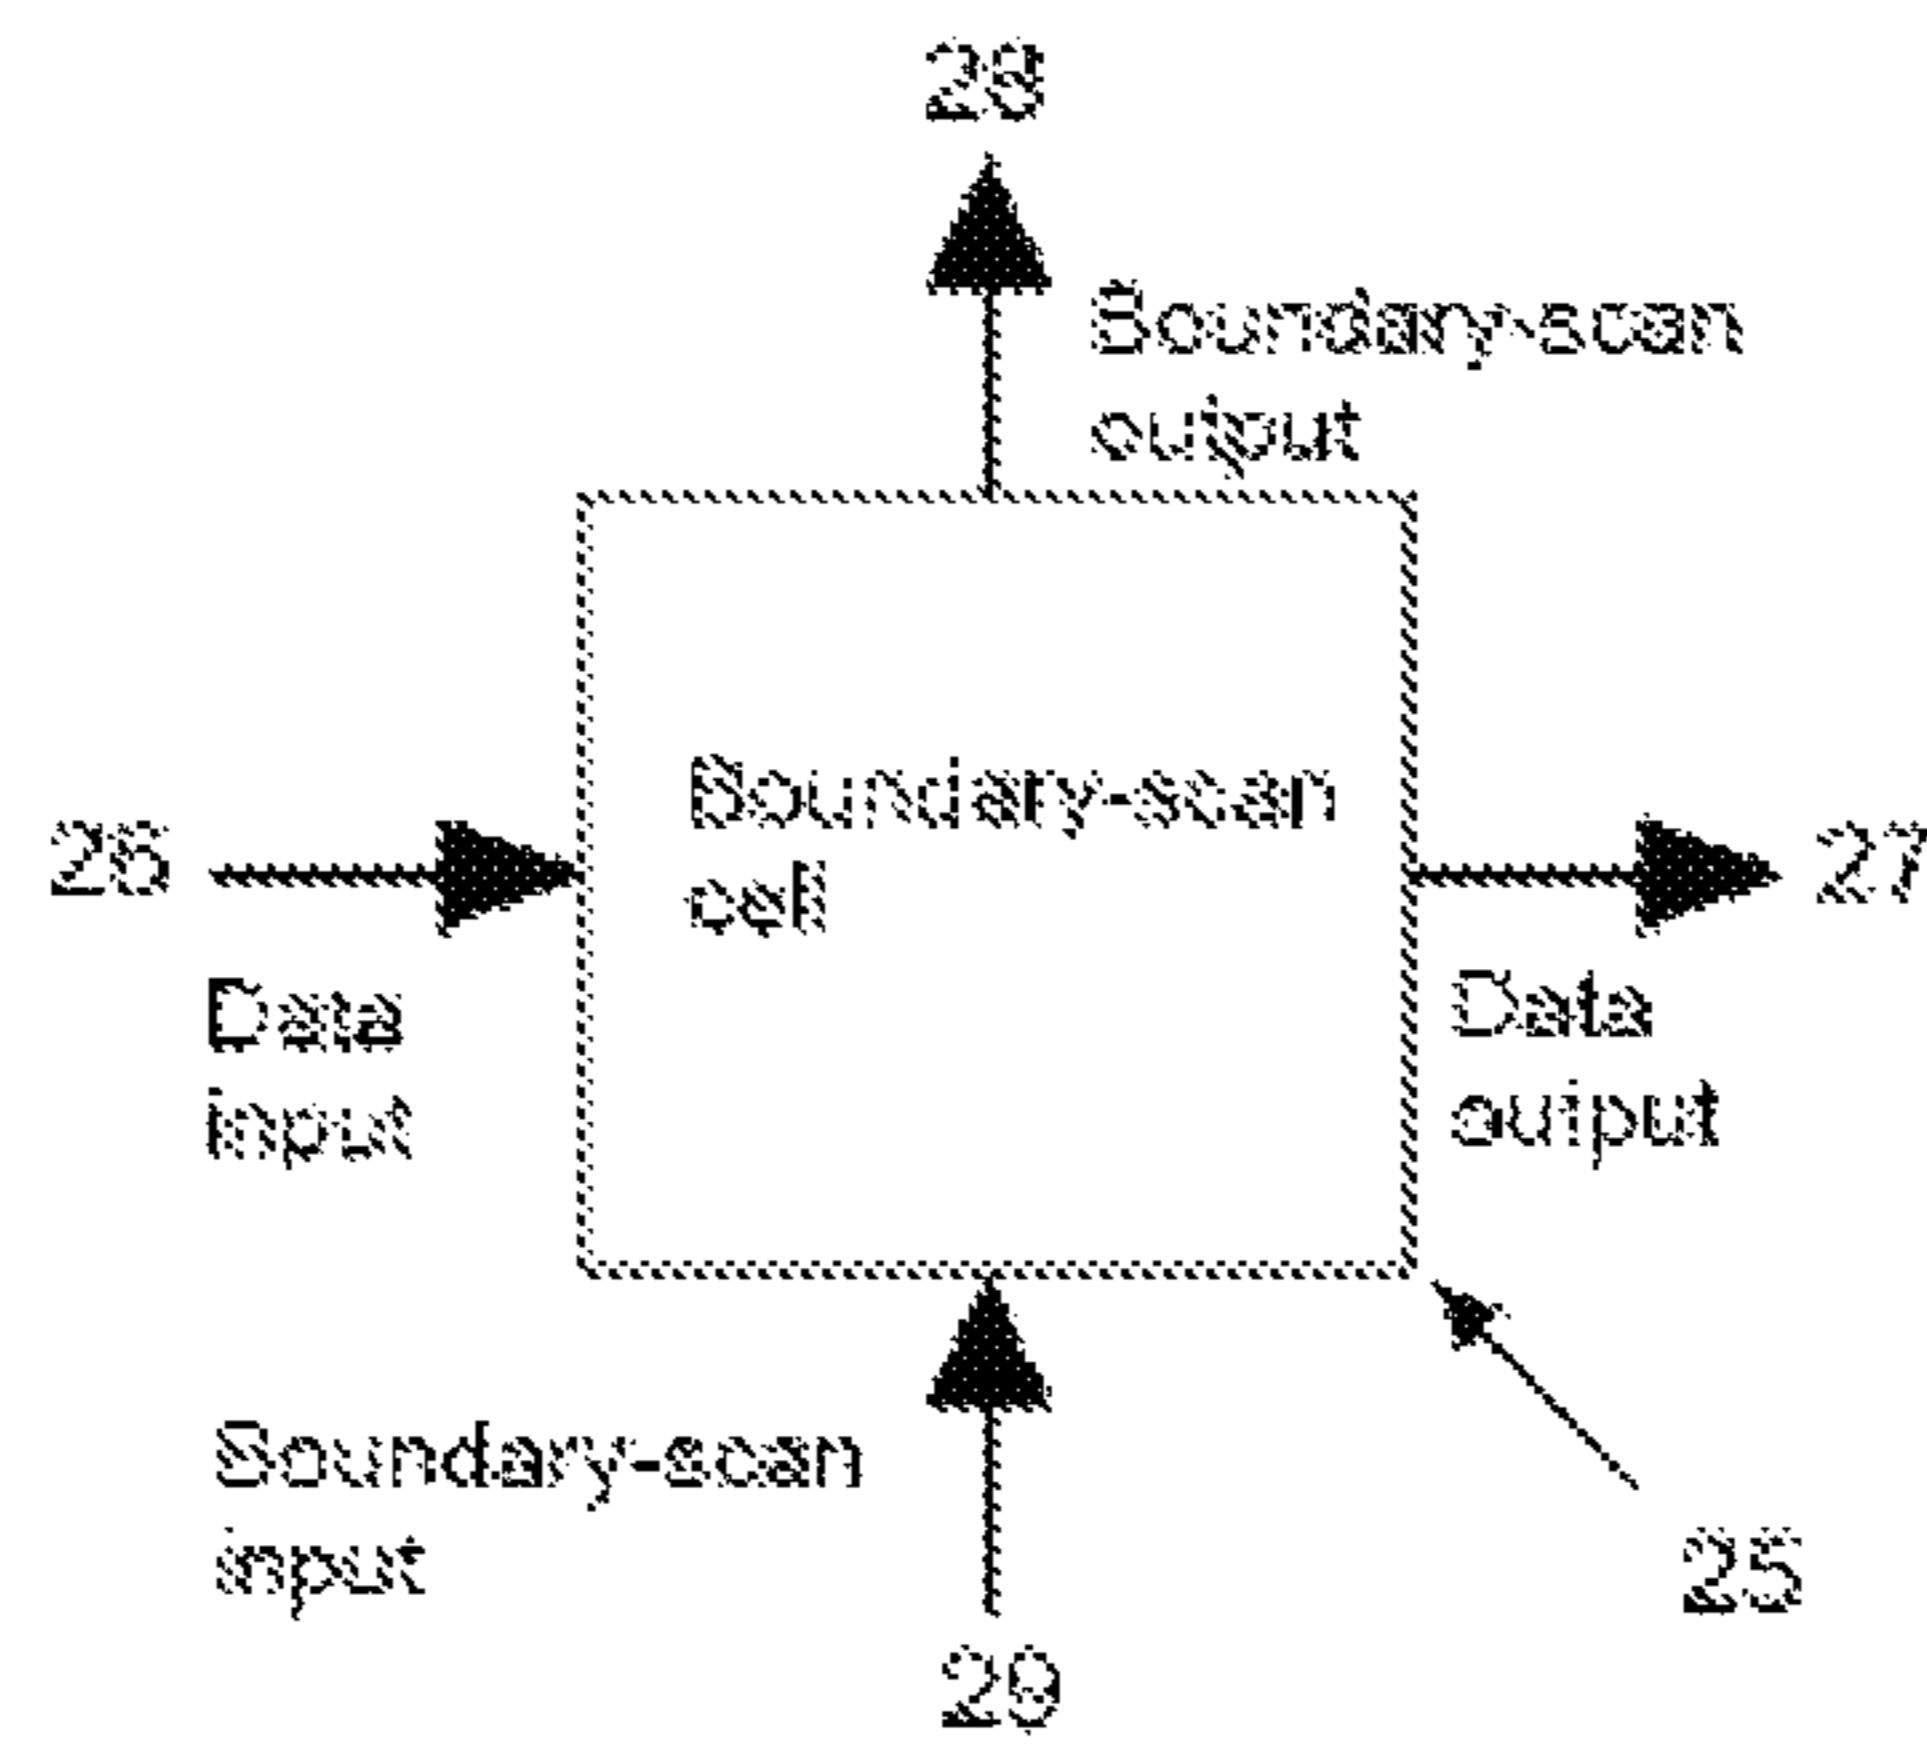 28
Boundary-scan
output
Boundary-scan
cell
26
27
Data
input
Data
output
Boundary-scan
input
25
29